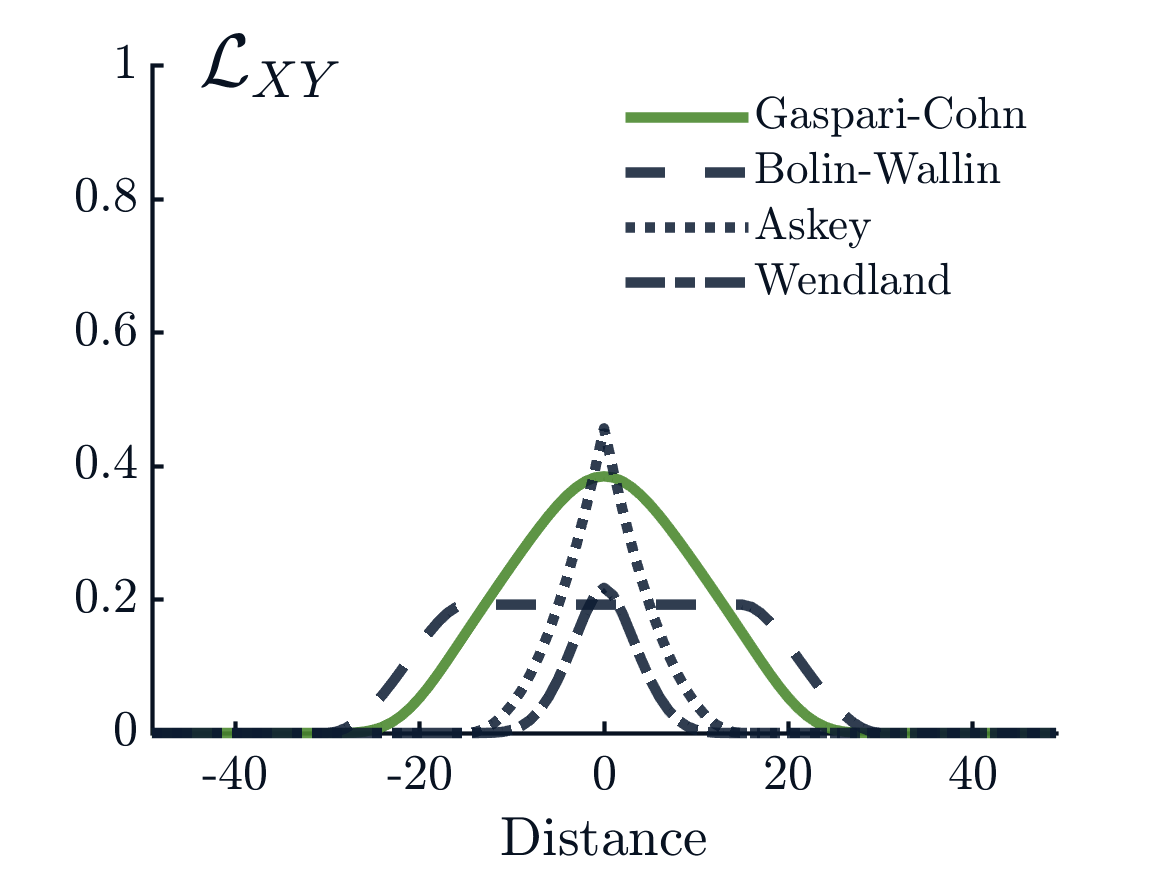 1
ℒ_XY
Gaspari-Cohn
Bolin-Wallin
Askey
Wendland
0.8
0.6
0.4
0.2
0
-40 -20 0 20 40
Distance